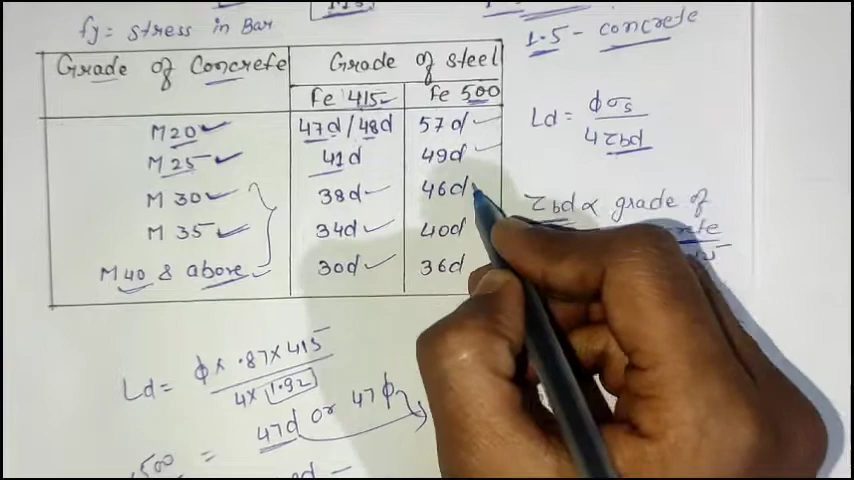 fy = stress in Bar
1.5 - concrete
Grade of Concrete Grade of steel
Fe 415 Fe 500
M20 47d/48d 57d
M25 41d 49d
M30 38d 46d
M35 34d 40d
M40 & above 30d 36d
Ld = φσs / 4τbd
τbd ∝ grade of
Ld = φ × .87 × 415 / 4 × 1.92
= 47d or 47φ